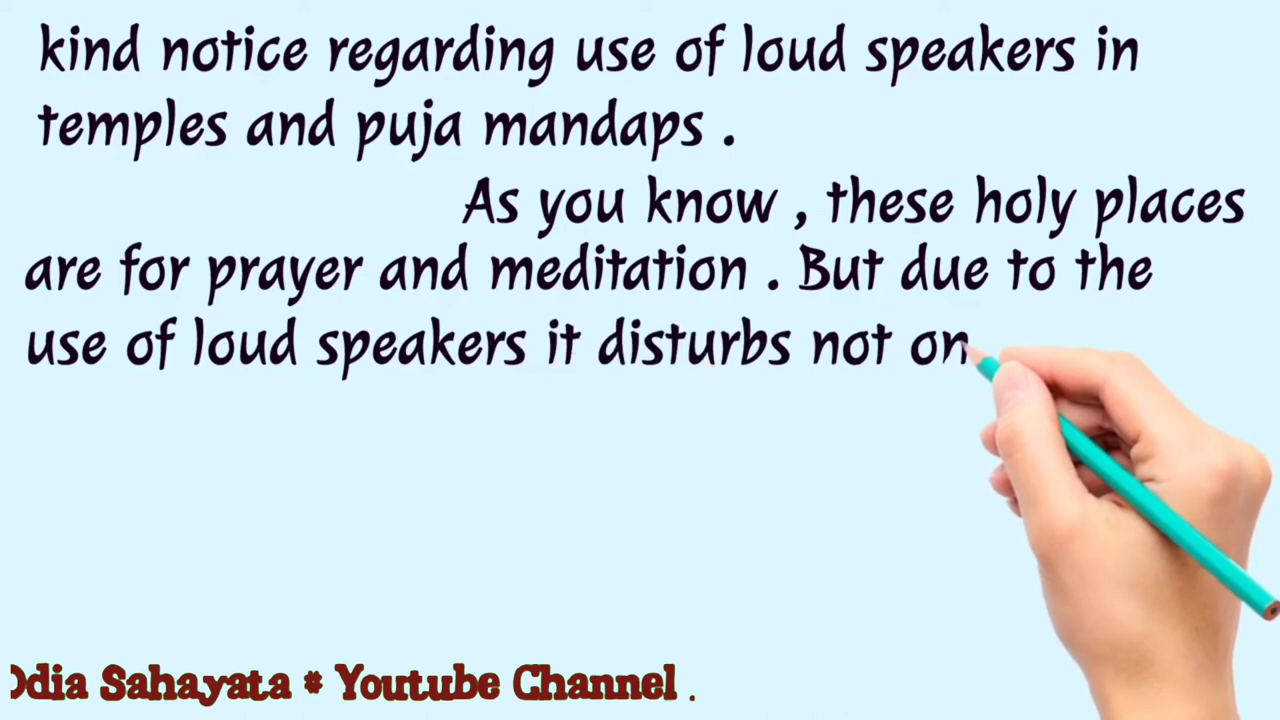 kind notice regarding use of loud speakers in
temples and puja mandaps .
As you know , these holy places
are for prayer and meditation . But due to the
use of loud speakers it disturbs not on
Odia Sahayata * Youtube Channel .